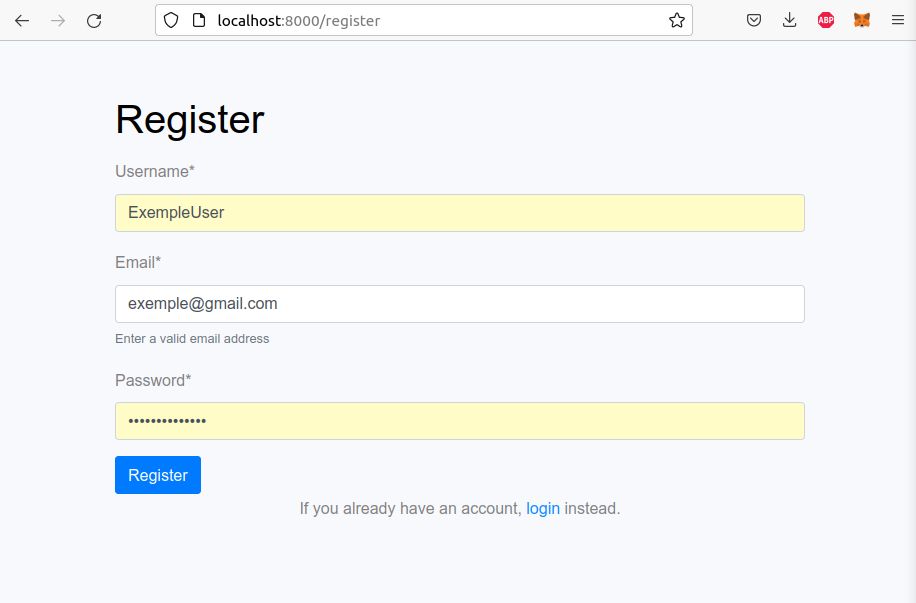 localhost:8000/register
ABP
Register
Username*
ExempleUser
Email*
exemple@gmail.com
Enter a valid email address
Password*
••••••••••••••
Register
If you already have an account, login instead.